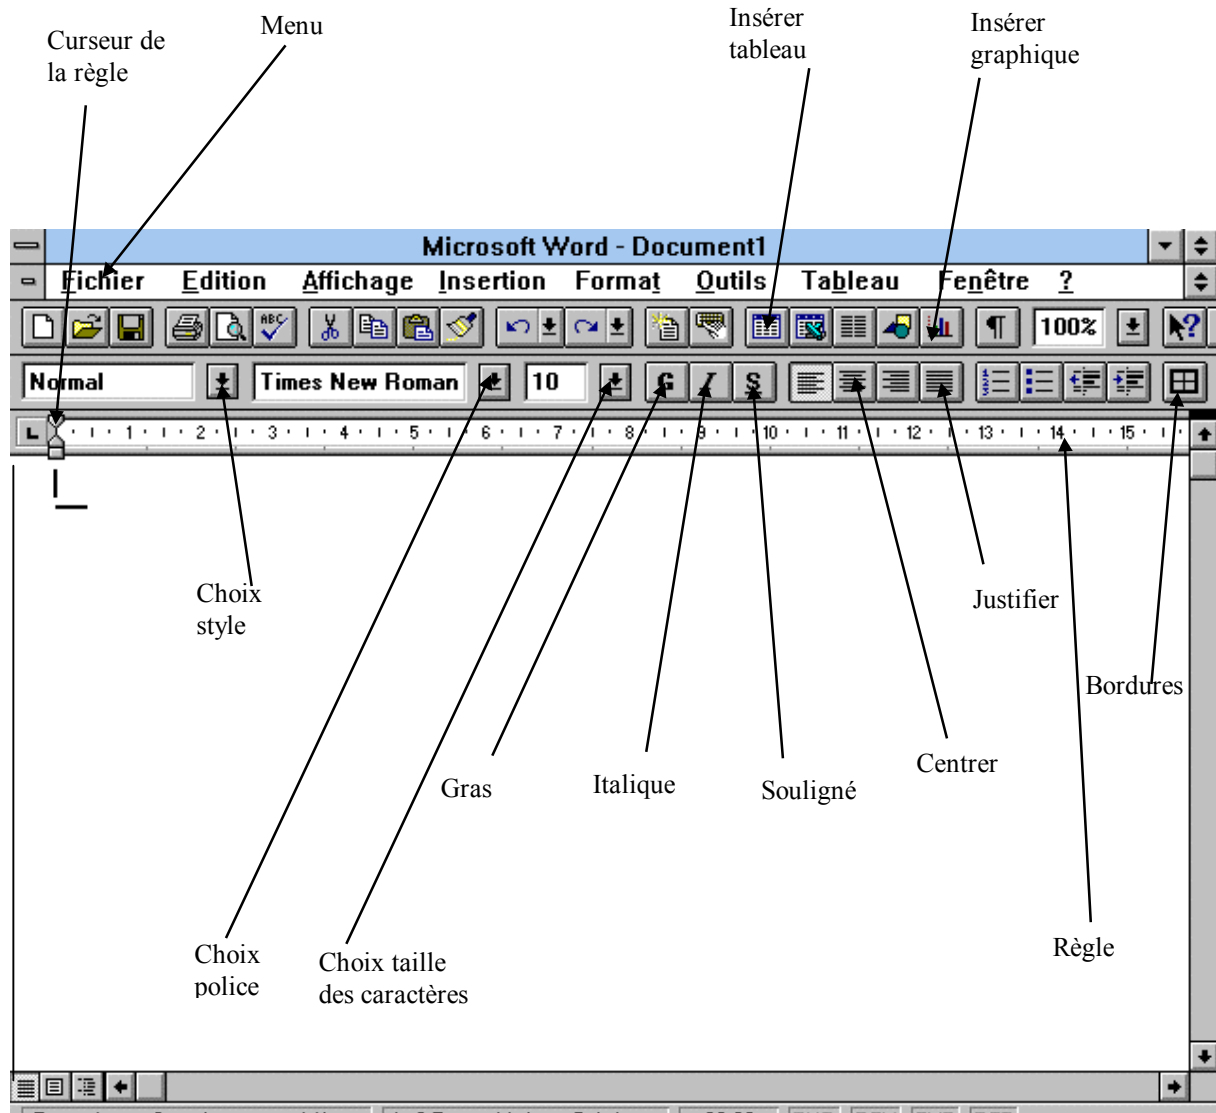 Curseur de
la règle
Menu
Insérer
tableau
Insérer
graphique
Microsoft Word - Document1
Fichier Edition Affichage Insertion Format Outils Tableau Fenêtre ?
ABC 100% ?
Normal Times New Roman 10 G I S
1 2 3 4 5 6 7 8 9 10 11 12 13 14 15
Choix
style
Justifier
Bordures
Gras
Italique
Souligné
Centrer
Choix
police
Choix taille
des caractères
Règle